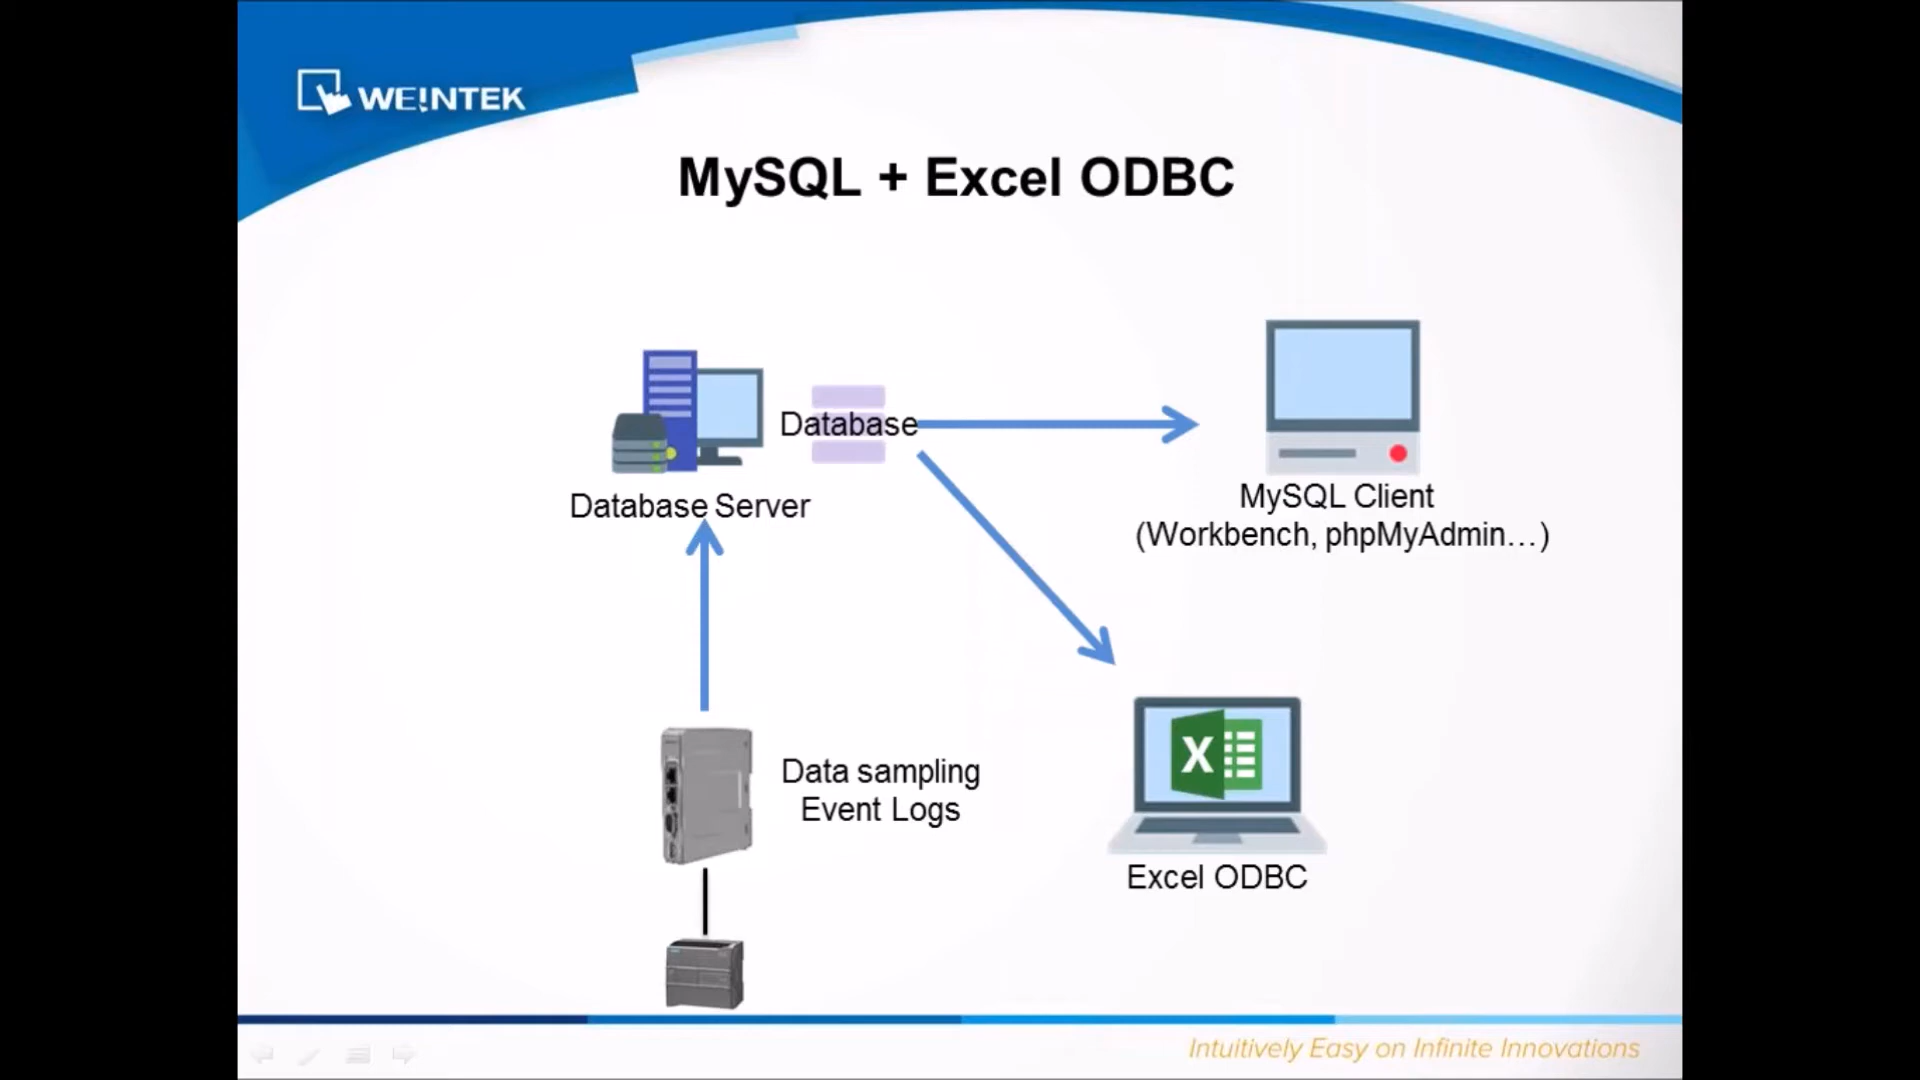 WEINTEK
MySQL + Excel ODBC
Database
Database Server
MySQL Client
(Workbench, phpMyAdmin...)
Data sampling
Event Logs
X
Excel ODBC
Intuitively Easy on Infinite Innovations